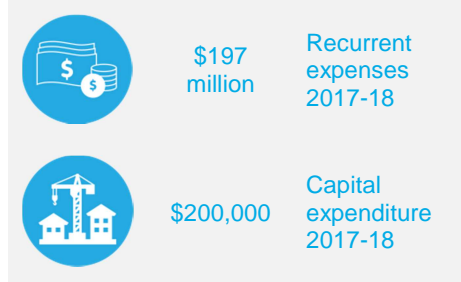 $
$
$197
million
Recurrent
expenses
2017-18
$200,000
Capital
expenditure
2017-18